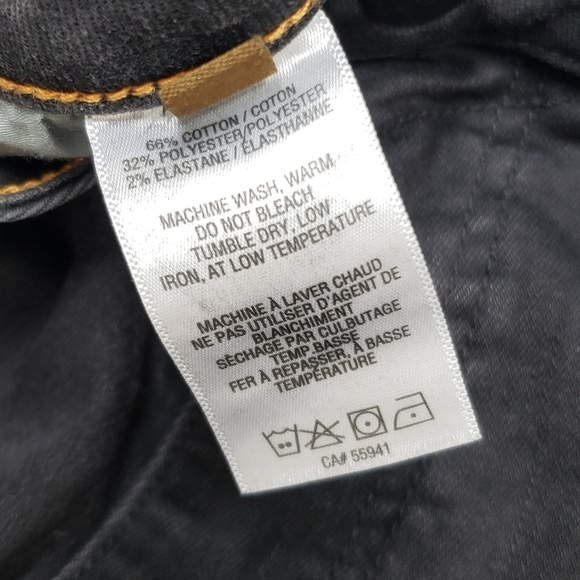 66% COTTON / COTON
32% POLYESTER/POLYESTER
2% ELASTANE / ÉLASTHANNE
MACHINE WASH, WARM
DO NOT BLEACH
TUMBLE DRY, LOW
IRON, AT LOW TEMPERATURE
MACHINE À LAVER CHAUD
NE PAS UTILISER D'AGENT DE
BLANCHIMENT
SÉCHAGE PAR CULBUTAGE
TEMP BASSE
FER À REPASSER, À BASSE
TEMPÉRATURE
CA# 55941